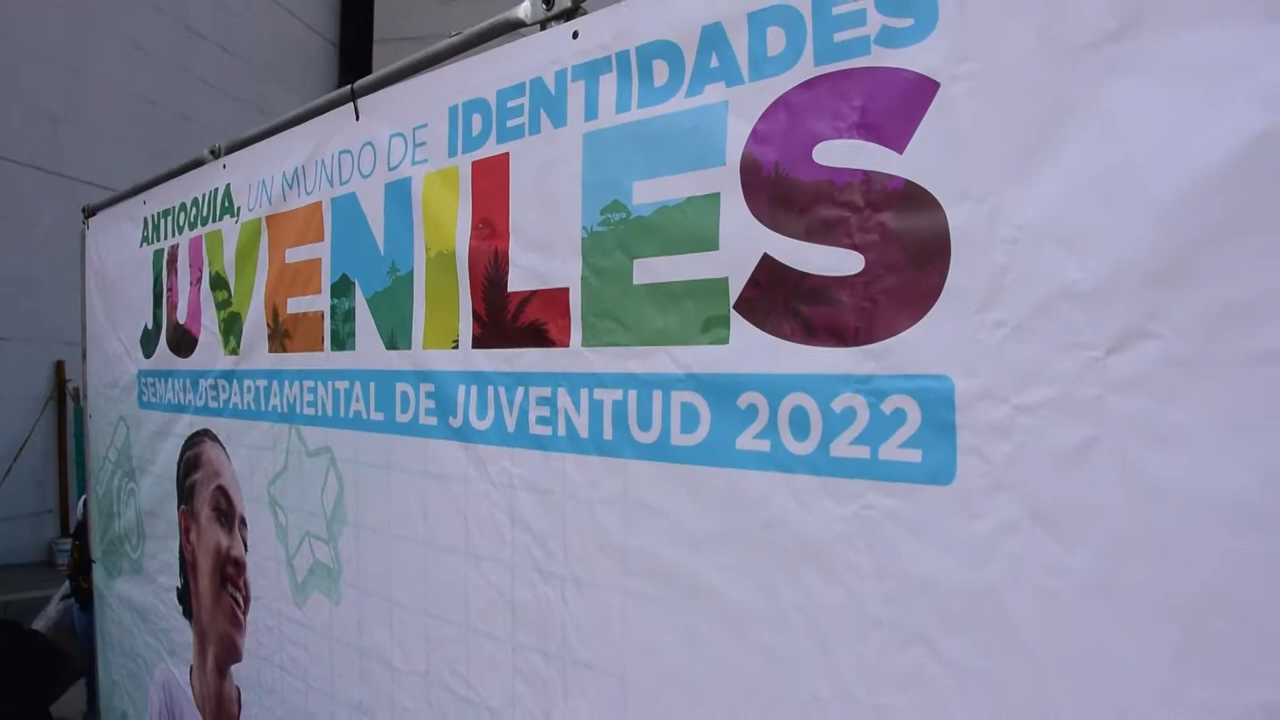 ANTIOQUIA, UN MUNDO DE IDENTIDADES
JUVENILES
SEMANA DEPARTAMENTAL DE JUVENTUD 2022